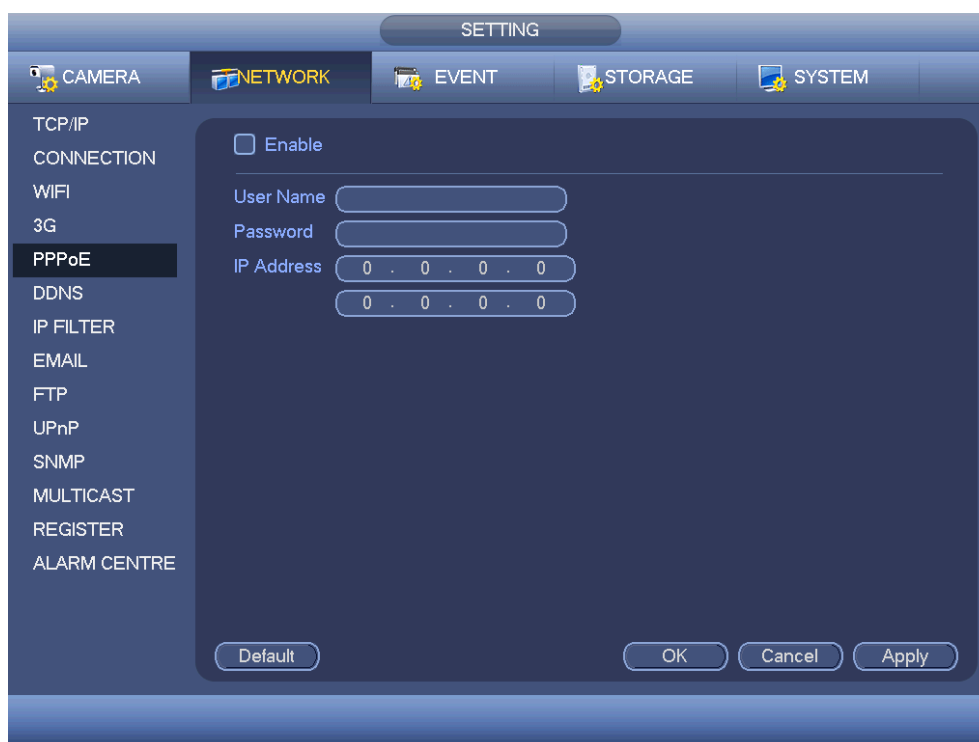 SETTING
CAMERA NETWORK EVENT STORAGE SYSTEM
TCP/IP
CONNECTION
WIFI
3G
PPPoE
DDNS
IP FILTER
EMAIL
FTP
UPnP
SNMP
MULTICAST
REGISTER
ALARM CENTRE
Enable
User Name
Password
IP Address 0 . 0 . 0 . 0
0 . 0 . 0 . 0
Default OK Cancel Apply